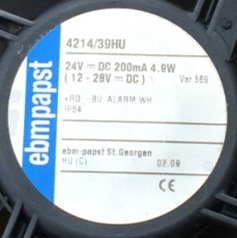 ebmpapst
4214/39HU
24V ⎓ DC 200mA 4.9W
(12-28V ⎓ DC) Var.569
+RD - BU ALARM-WH
IP54
ebm-papst St.Georgen
HU (C) 02.09
CE